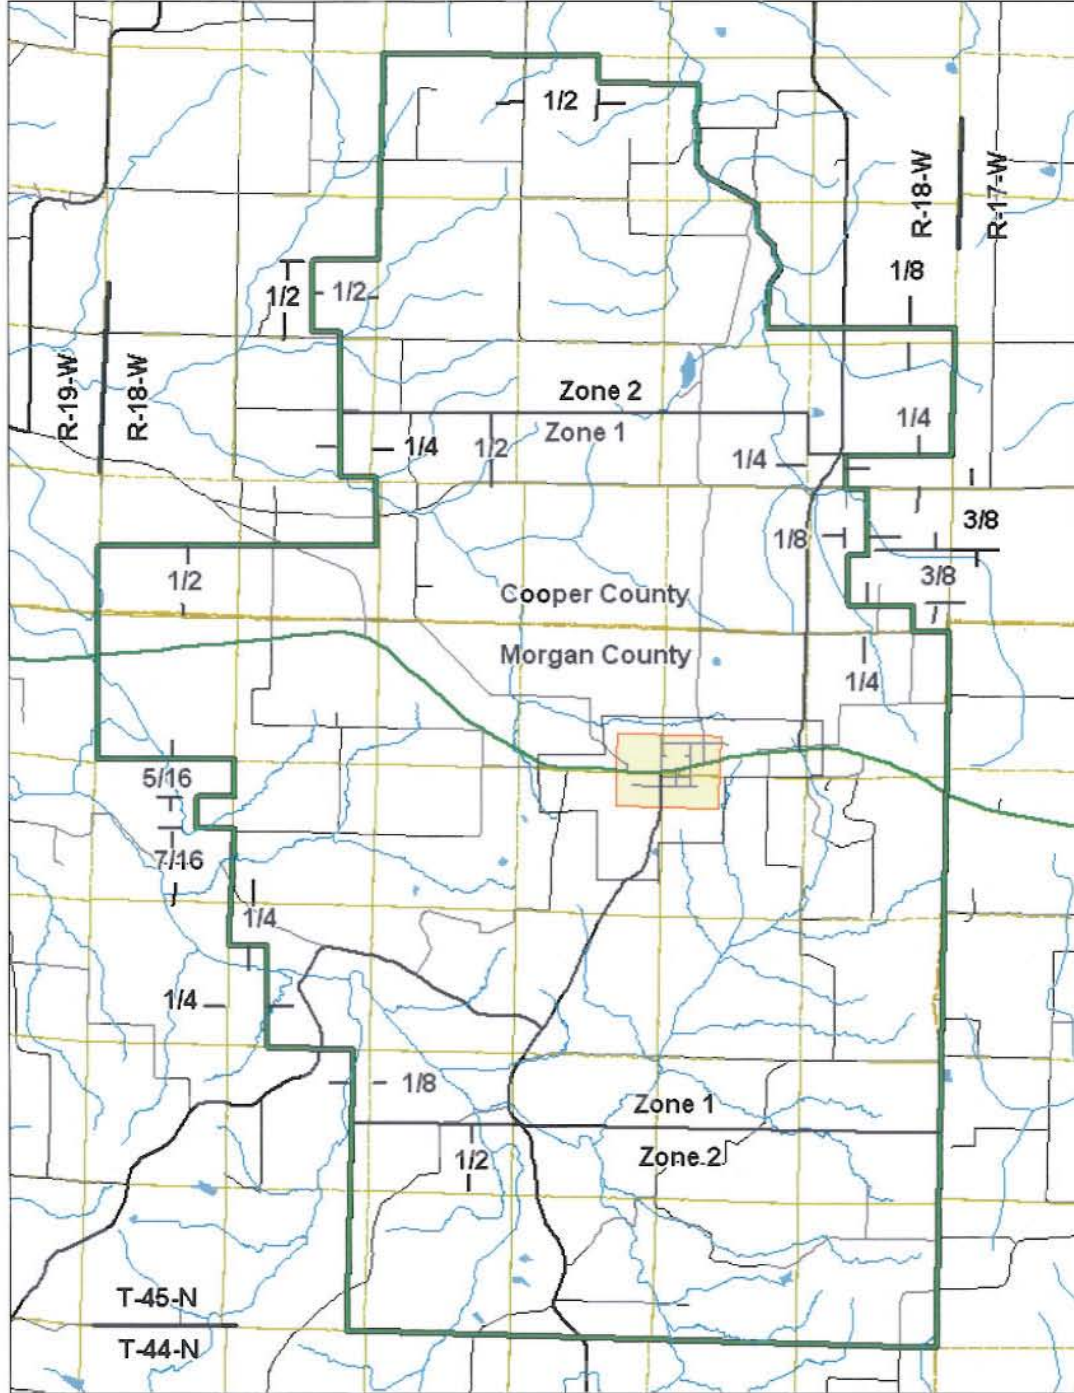 1/2
R-18-W
R-17-W
1/8
1/2
1/2
R-19-W
R-18-W
Zone 2
1/4
Zone 1
1/4
1/2
1/4
3/8
1/8
1/2
3/8
Cooper County
Morgan County
1/4
5/16
7/16
1/4
1/4
1/8
Zone 1
1/2
Zone 2
T-45-N
T-44-N